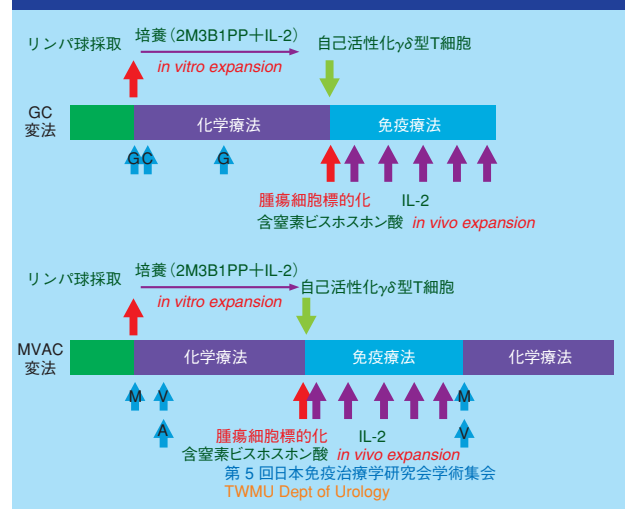 リンパ球採取
培養(2M3B1PP+IL-2)
自己活性化γδ型T細胞
in vitro expansion
GC
変法
化学療法
免疫療法
G C G
腫瘍細胞標的化 IL-2
含窒素ビスホスホン酸 in vivo expansion
リンパ球採取
培養(2M3B1PP+IL-2)
自己活性化γδ型T細胞
in vitro expansion
MVAC
変法
化学療法
免疫療法
化学療法
M V M
A V
腫瘍細胞標的化 IL-2
含窒素ビスホスホン酸 in vivo expansion
第 5 回日本免疫治療学研究会学術集会
TWMU Dept of Urology